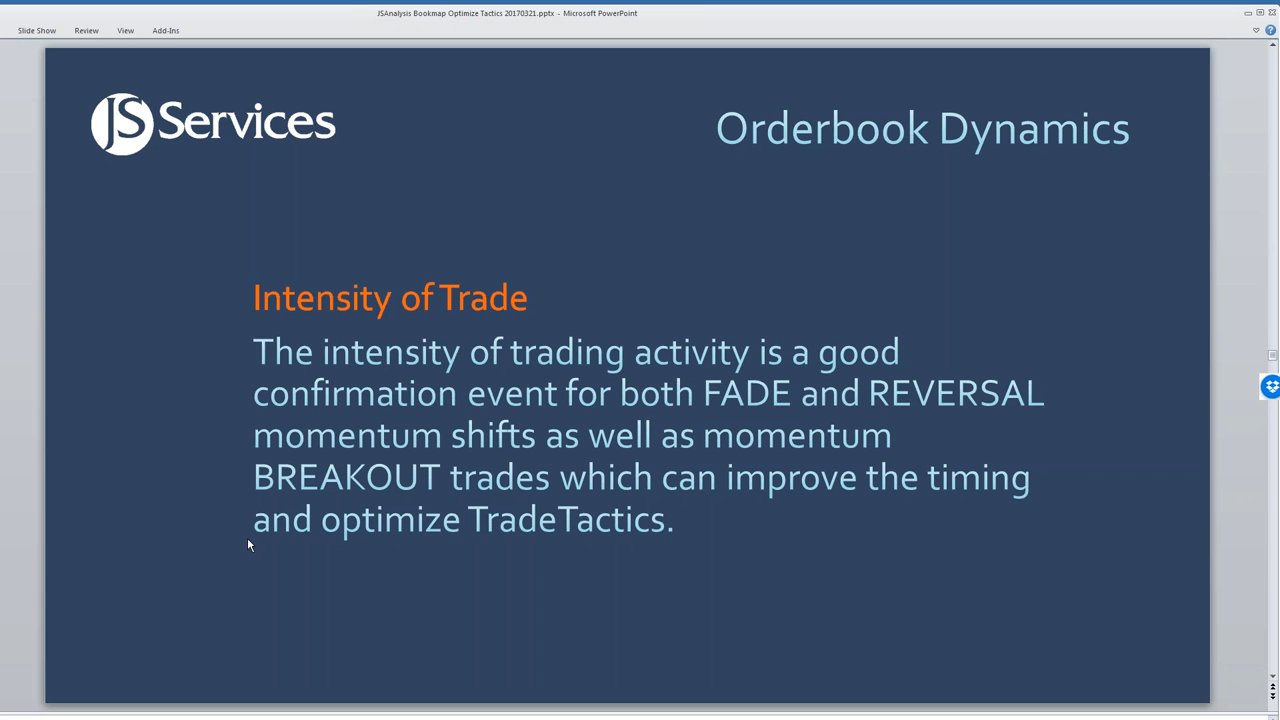 JSAnalysis Bookmap Optimize Tactics 20170321.pptx - Microsoft PowerPoint
Slide Show Review View Add-Ins
JS Services
Orderbook Dynamics
Intensity of Trade
The intensity of trading activity is a good
confirmation event for both FADE and REVERSAL
momentum shifts as well as momentum
BREAKOUT trades which can improve the timing
and optimize TradeTactics.